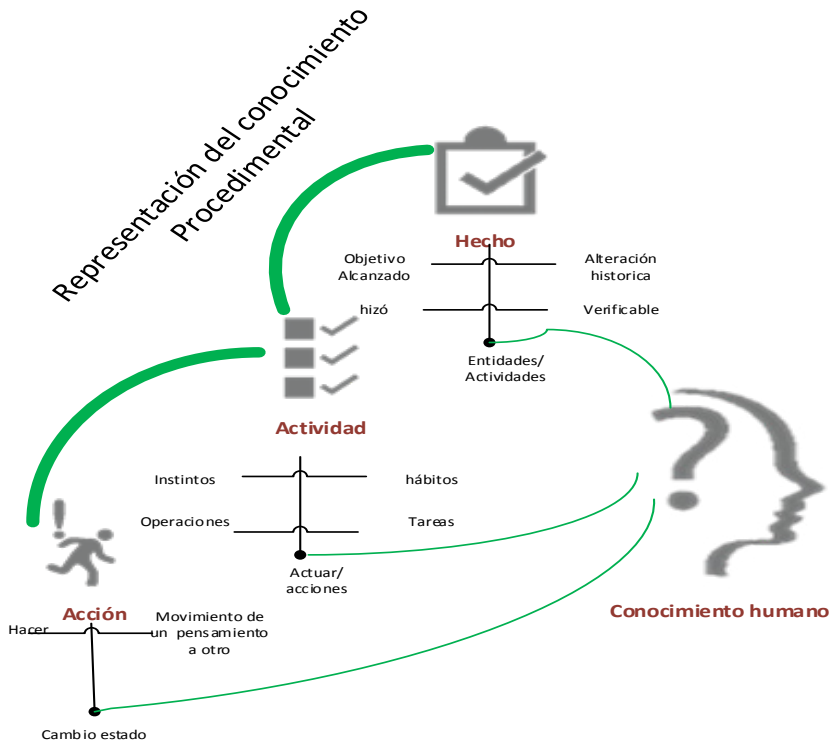 Representación del conocimiento
Procedimental
Hecho
Objetivo
Alcanzado
Alteración
historica
hizó
Verificable
Entidades/
Actividades
Actividad
Instintos
hábitos
Operaciones
Tareas
Actuar/
acciones
Conocimiento humano
Acción
Hacer
Movimiento de
un pensamiento
a otro
Cambio estado